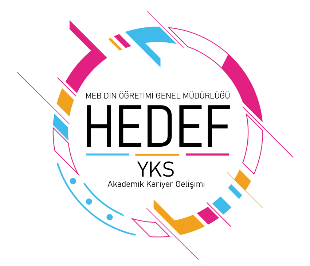 MEB DİN ÖĞRETİMİ GENEL MÜDÜRLÜĞÜ
HEDEF
YKS
Akademik Kariyer Gelişimi